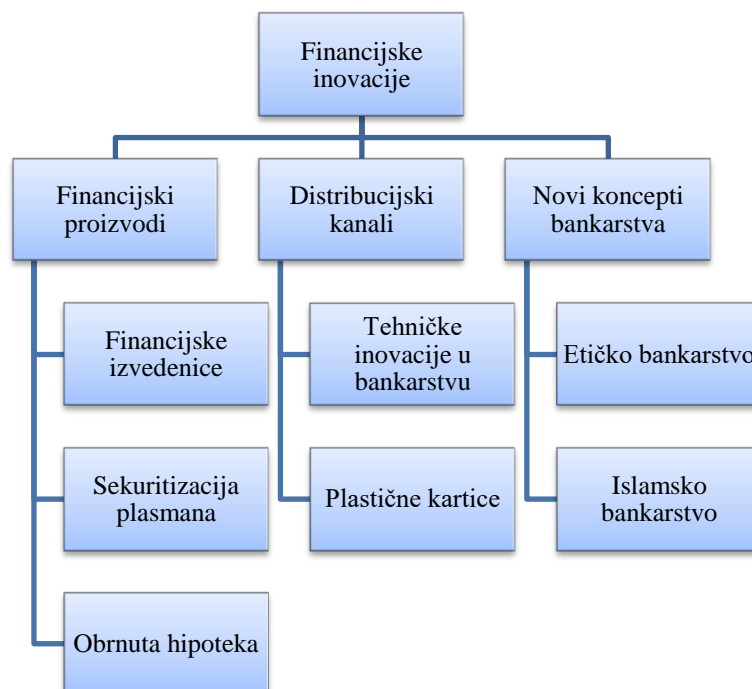 Financijske
inovacije
Financijski
proizvodi
Distribucijski
kanali
Novi koncepti
bankarstva
Financijske
izvedenice
Tehničke
inovacije u
bankarstvu
Etičko bankarstvo
Sekuritizacija
plasmana
Plastične kartice
Islamsko
bankarstvo
Obrnuta hipoteka